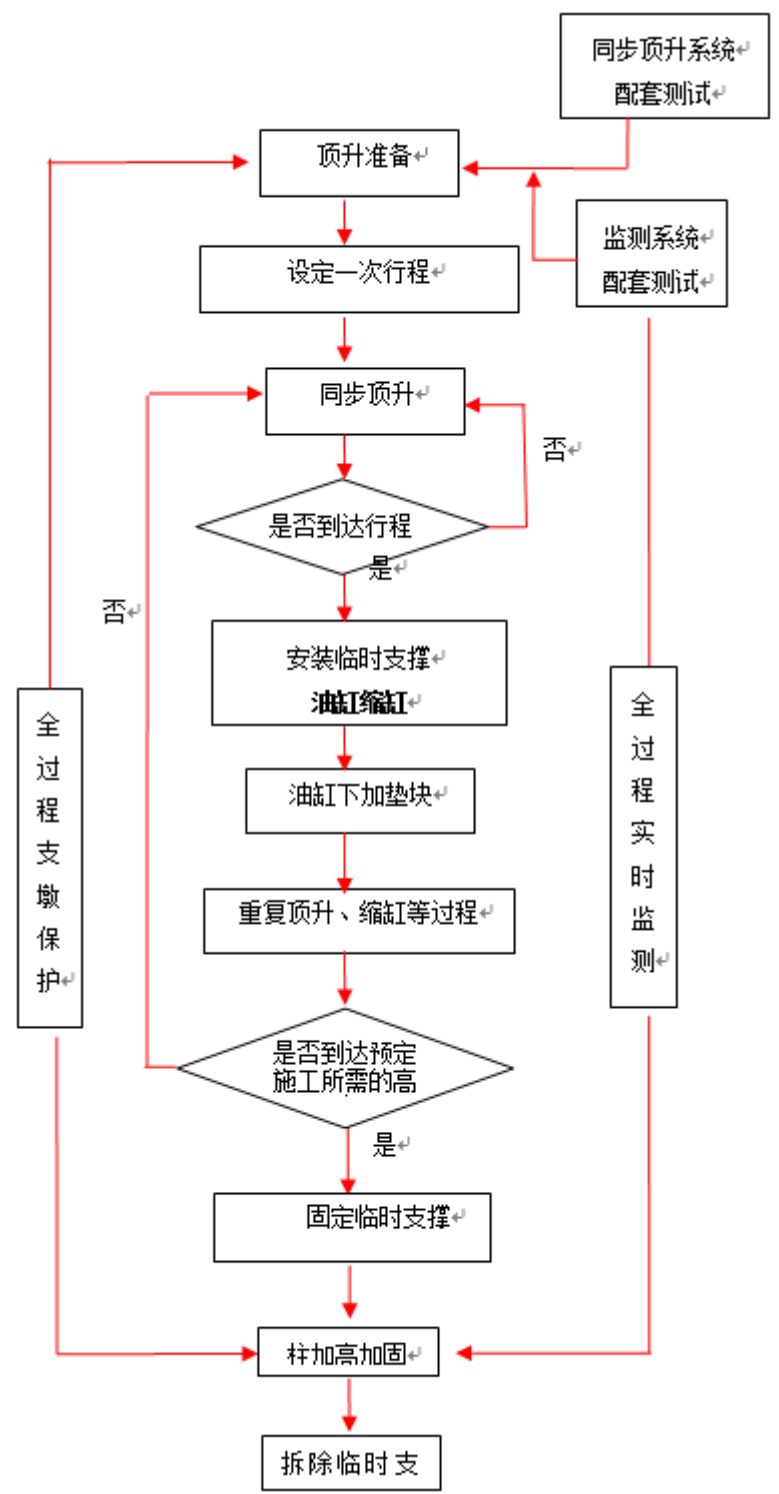 同步顶升系统
配套测试
顶升准备
监测系统
配套测试
设定一次行程
同步顶升
否
是否到达行程
是
否
安装临时支撑
油缸缩缸
全过程支墩保护
全过程实时监测
油缸下加垫块
重复顶升、缩缸等过程
是否到达预定
施工所需的高
是
固定临时支撑
柱加高加固
拆除临时支